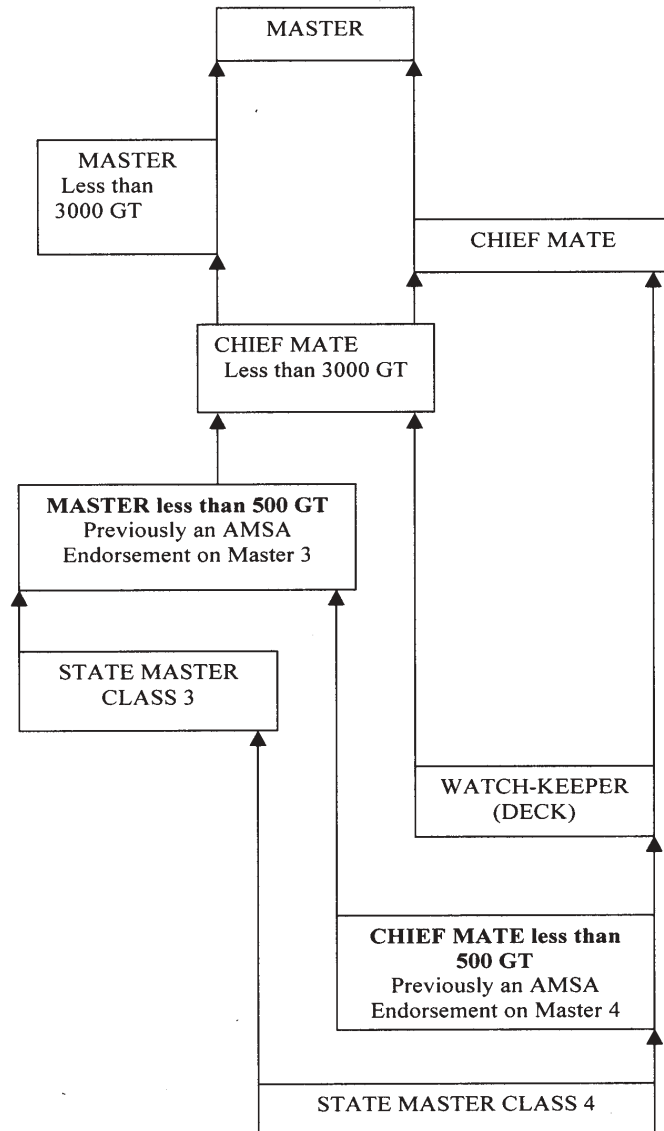 MASTER
MASTER
Less than
3000 GT
CHIEF MATE
CHIEF MATE
Less than 3000 GT
MASTER less than 500 GT
Previously an AMSA
Endorsement on Master 3
STATE MASTER
CLASS 3
WATCH-KEEPER
(DECK)
CHIEF MATE less than
500 GT
Previously an AMSA
Endorsement on Master 4
STATE MASTER CLASS 4